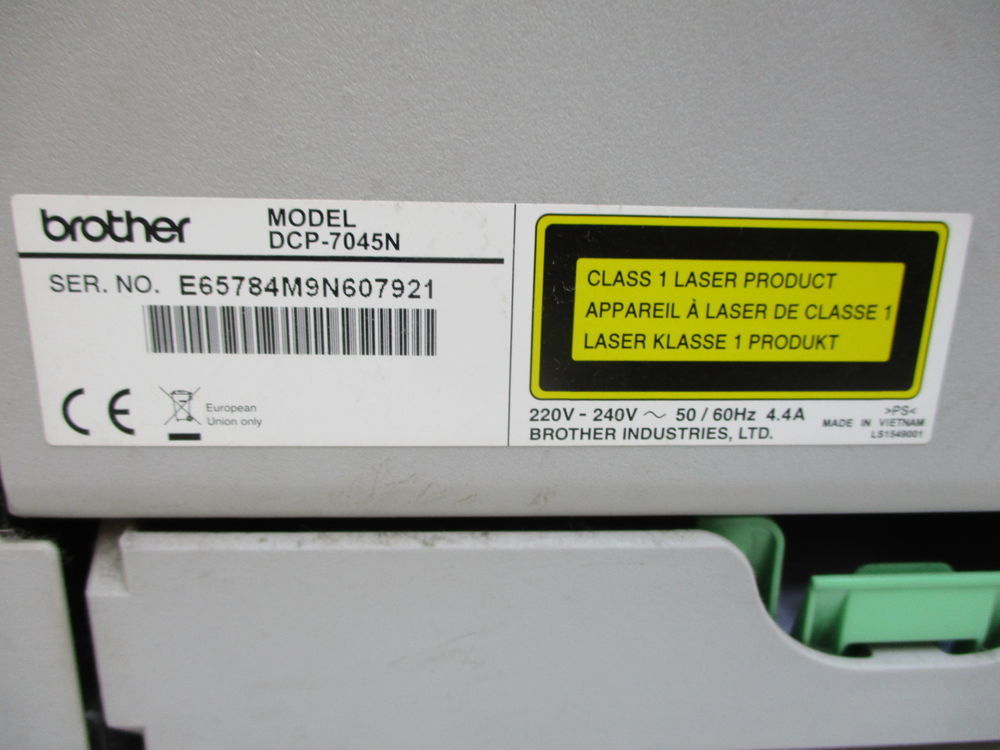 brother
MODEL
DCP-7045N
SER. NO. E65784M9N607921
CE
European
Union only
CLASS 1 LASER PRODUCT
APPAREIL À LASER DE CLASSE 1
LASER KLASSE 1 PRODUKT
220V - 240V ~ 50 / 60Hz 4.4A
BROTHER INDUSTRIES, LTD.
>PS<
MADE IN VIETNAM
LS1549001